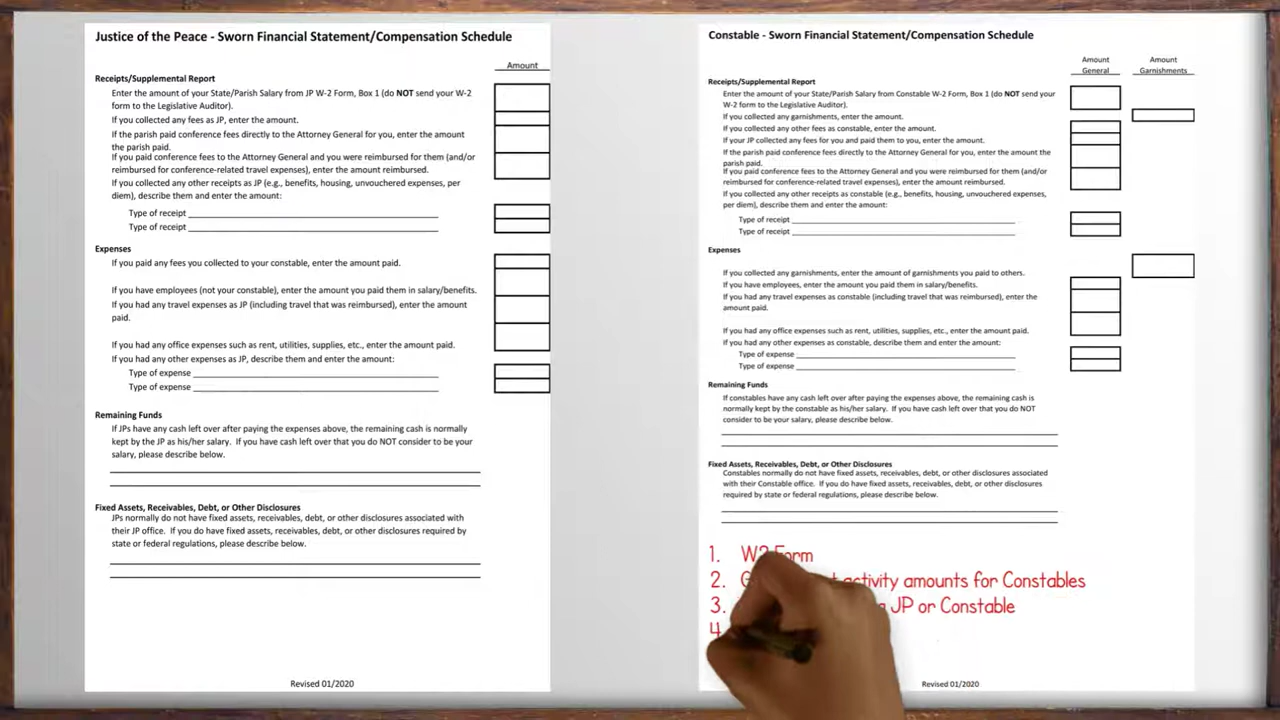 Justice of the Peace - Sworn Financial Statement/Compensation Schedule
Amount
Receipts/Supplemental Report
Enter the amount of your State/Parish Salary from JP W-2 Form, Box 1 (do NOT send your W-2
form to the Legislative Auditor).
If you collected any fees as JP, enter the amount.
If the parish paid conference fees directly to the Attorney General for you, enter the amount
the parish paid.
If you paid conference fees to the Attorney General and you were reimbursed for them (and/or
reimbursed for conference-related travel expenses), enter the amount reimbursed.
If you collected any other receipts as JP (e.g., benefits, housing, unvouchered expenses, per
diem), describe them and enter the amount:
Type of receipt
Type of receipt
Expenses
If you paid any fees you collected to your constable, enter the amount paid.
If you have employees (not your constable), enter the amount you paid them in salary/benefits.
If you had any travel expenses as JP (including travel that was reimbursed), enter the amount
paid.
If you had any office expenses such as rent, utilities, supplies, etc., enter the amount paid.
If you had any other expenses as JP, describe them and enter the amount:
Type of expense
Type of expense
Remaining Funds
If JPs have any cash left over after paying the expenses above, the remaining cash is normally
kept by the JP as his/her salary. If you have cash left over that you do NOT consider to be your
salary, please describe below.
Fixed Assets, Receivables, Debt, or Other Disclosures
JPs normally do not have fixed assets, receivables, debt, or other disclosures associated with
their JP office. If you do have fixed assets, receivables, debt, or other disclosures required by
state or federal regulations, please describe below.
Revised 01/2020
Constable - Sworn Financial Statement/Compensation Schedule
Amount Amount
General Garnishments
Receipts/Supplemental Report
Enter the amount of your State/Parish Salary from Constable W-2 Form, Box 1 (do NOT send your
W-2 form to the Legislative Auditor).
If you collected any garnishments, enter the amount.
If you collected any other fees as constable, enter the amount.
If your JP collected any fees for you and paid them to you, enter the amount.
If the parish paid conference fees directly to the Attorney General for you, enter the amount the
parish paid.
If you paid conference fees to the Attorney General and you were reimbursed for them (and/or
reimbursed for conference-related travel expenses), enter the amount reimbursed.
If you collected any other receipts as constable (e.g., benefits, housing, unvouchered expenses,
per diem), describe them and enter the amount:
Type of receipt
Type of receipt
Expenses
If you collected any garnishments, enter the amount of garnishments you paid to others.
If you have employees, enter the amount you paid them in salary/benefits.
If you had any travel expenses as constable (including travel that was reimbursed), enter the
amount paid.
If you had any office expenses such as rent, utilities, supplies, etc., enter the amount paid.
If you had any other expenses as constable, describe them and enter the amount:
Type of expense
Type of expense
Remaining Funds
If constables have any cash left over after paying the expenses above, the remaining cash is
normally kept by the constable as his/her salary. If you have cash left over that you do NOT
consider to be your salary, please describe below.
Fixed Assets, Receivables, Debt, or Other Disclosures
Constables normally do not have fixed assets, receivables, debt, or other disclosures associated
with their Constable office. If you do have fixed assets, receivables, debt, or other disclosures
required by state or federal regulations, please describe below.
1. W2 Form
2. activity amounts for Constables
3. JP or Constable
4
Revised 01/2020